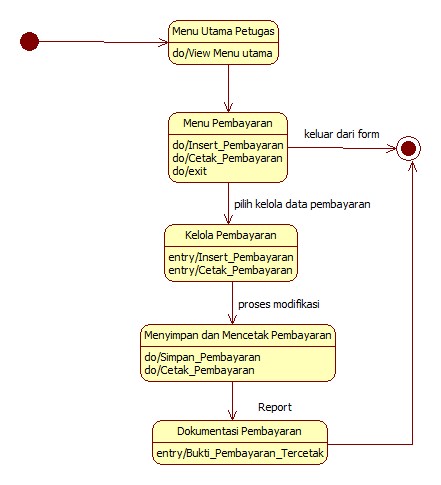 Menu Utama Petugas
do/View Menu utama
Menu Pembayaran
do/Insert_Pembayaran
do/Cetak_Pembayaran
do/exit
keluar dari form
pilih kelola data pembayaran
Kelola Pembayaran
entry/Insert_Pembayaran
entry/Cetak_Pembayaran
proses modifikasi
Menyimpan dan Mencetak Pembayaran
do/Simpan_Pembayaran
do/Cetak_Pembayaran
Report
Dokumentasi Pembayaran
entry/Bukti_Pembayaran_Tercetak